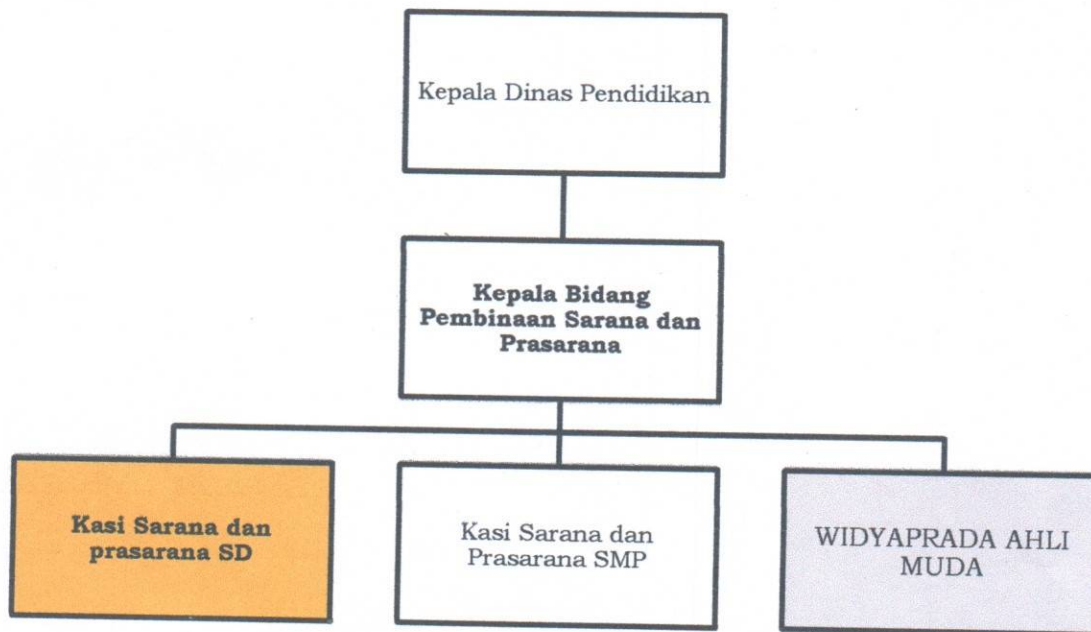 Kepala Dinas Pendidikan
Kepala Bidang
Pembinaan Sarana dan
Prasarana
Kasi Sarana dan
prasarana SD
Kasi Sarana dan
Prasarana SMP
WIDYAPRADA AHLI
MUDA